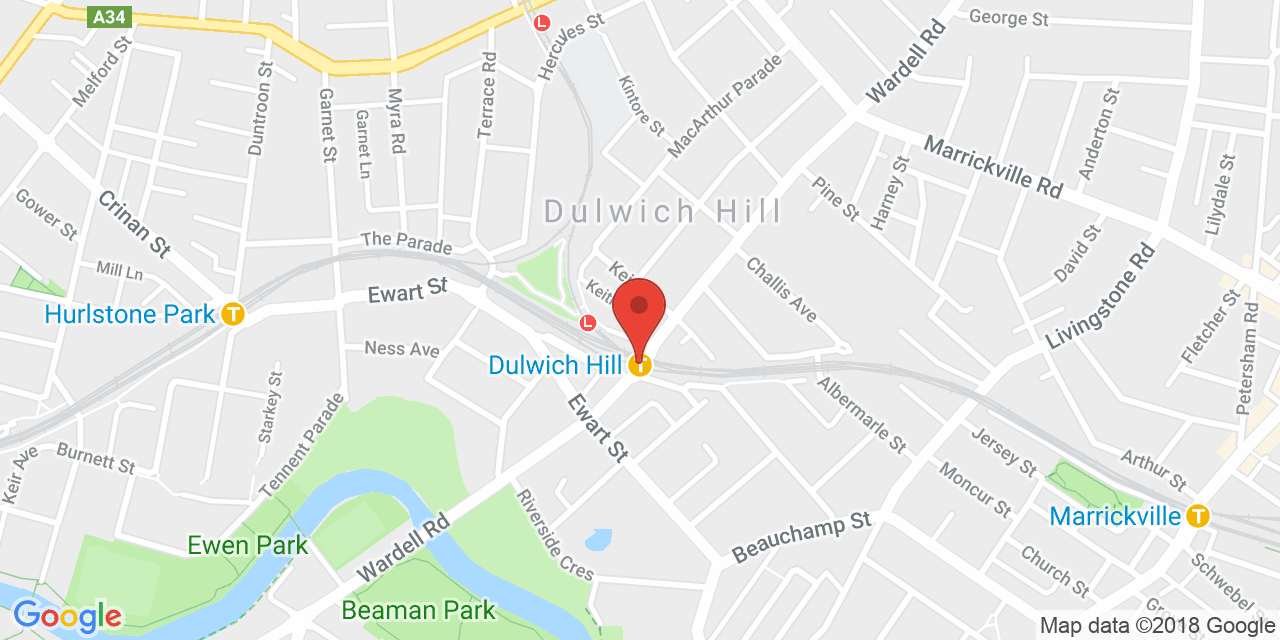 A34
L
George St
Melford St
Hercules St
Wardell Rd
Terrace Rd
Kintore St
MacArthur Parade
Duntroon St
Garnet St
Garnet Ln
Myra Rd
Anderton St
Marrickville Rd
Harney St
Pine St
Lilydale St
Crinan St
Gower St
Dulwich Hill
The Parade
David St
Mill Ln
Challis Ave
Livingstone Rd
Ewart St
Hurlstone Park
T
L
Fletcher St
Petersham Rd
Ness Ave
Dulwich Hill
T
Starkey St
Ewart St
Albermarle St
Tennent Parade
Keir Ave
Burnett St
Jersey St
Arthur St
Moncur St
Riverside Cres
Wardell Rd
Beauchamp St
Marrickville
T
Ewen Park
Church St
Schwebel
Beaman Park
Google
Map data ©2018 Google